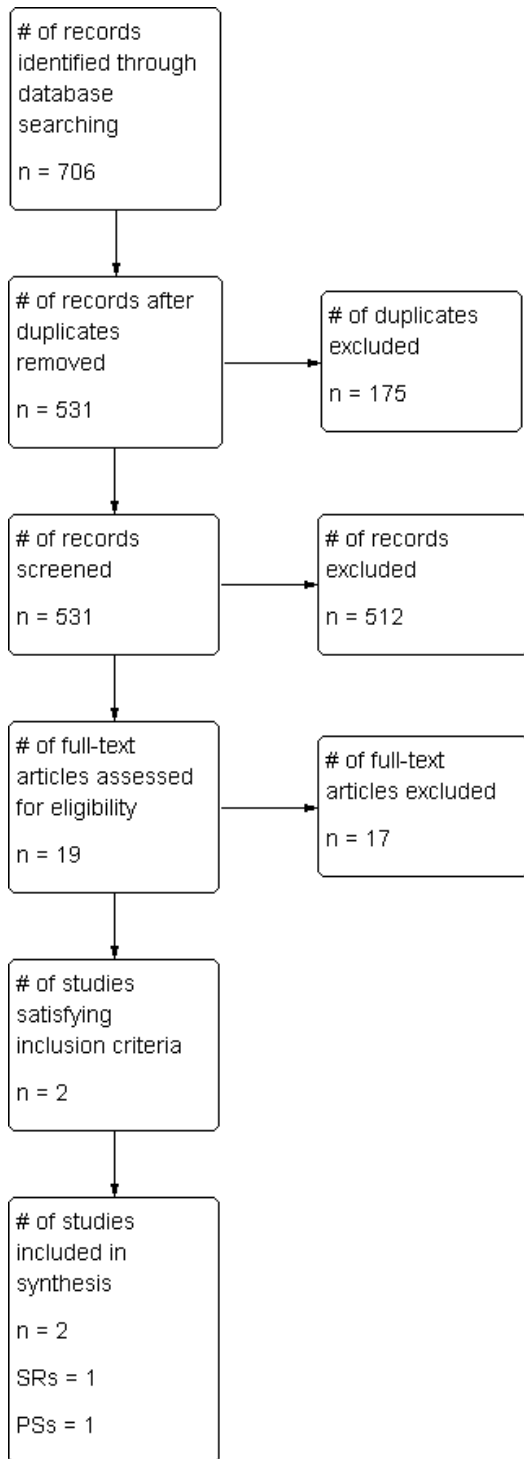 # of records
identified through
database
searching
n = 706
# of records after
duplicates
removed
n = 531
# of duplicates
excluded
n = 175
# of records
screened
n = 531
# of records
excluded
n = 512
# of full-text
articles assessed
for eligibility
n = 19
# of full-text
articles excluded
n = 17
# of studies
satisfying
inclusion criteria
n = 2
# of studies
included in
synthesis
n = 2
SRs = 1
PSs = 1